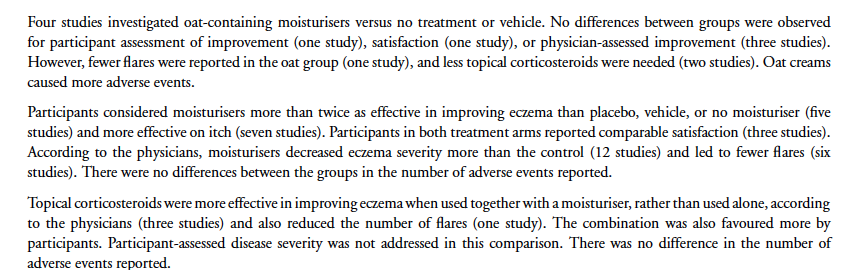 Four studies investigated oat-containing moisturisers versus no treatment or vehicle. No differences between groups were observed
for participant assessment of improvement (one study), satisfaction (one study), or physician-assessed improvement (three studies).
However, fewer flares were reported in the oat group (one study), and less topical corticosteroids were needed (two studies). Oat creams
caused more adverse events.
Participants considered moisturisers more than twice as effective in improving eczema than placebo, vehicle, or no moisturiser (five
studies) and more effective on itch (seven studies). Participants in both treatment arms reported comparable satisfaction (three studies).
According to the physicians, moisturisers decreased eczema severity more than the control (12 studies) and led to fewer flares (six
studies). There were no differences between the groups in the number of adverse events reported.
Topical corticosteroids were more effective in improving eczema when used together with a moisturiser, rather than used alone, according
to the physicians (three studies) and also reduced the number of flares (one study). The combination was also favoured more by
participants. Participant-assessed disease severity was not addressed in this comparison. There was no difference in the number of
adverse events reported.